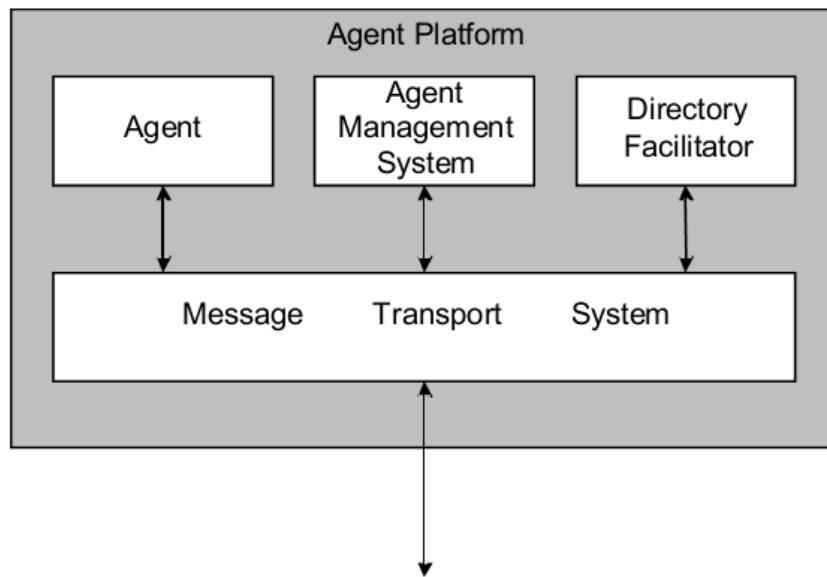 Agent Platform
Agent
Agent
Management
System
Directory
Facilitator
Message Transport System